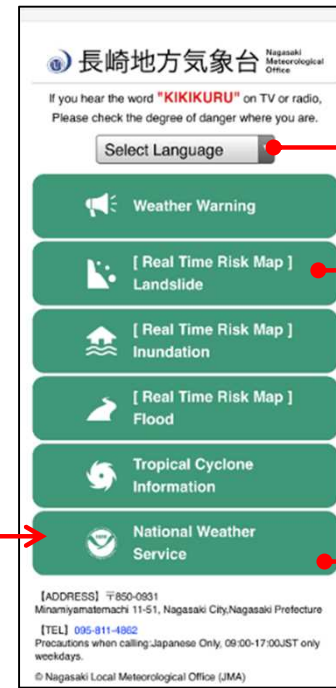 長崎地方気象台
Nagasaki
Meteorological
Office
If you hear the word "KIKIKURU" on TV or radio,
Please check the degree of danger where you are.
Select Language
Weather Warning
[ Real Time Risk Map ]
Landslide
[ Real Time Risk Map ]
Inundation
[ Real Time Risk Map ]
Flood
Tropical Cyclone
Information
National Weather
Service
【ADDRESS】 〒850-0931
Minamiyamatemachi 11-51, Nagasaki City,Nagasaki Prefecture
【TEL】 095-811-4862
Precautions when calling:Japanese Only, 09:00-17:00JST only
weekdays.
© Nagasaki Local Meteorological Office (JMA)